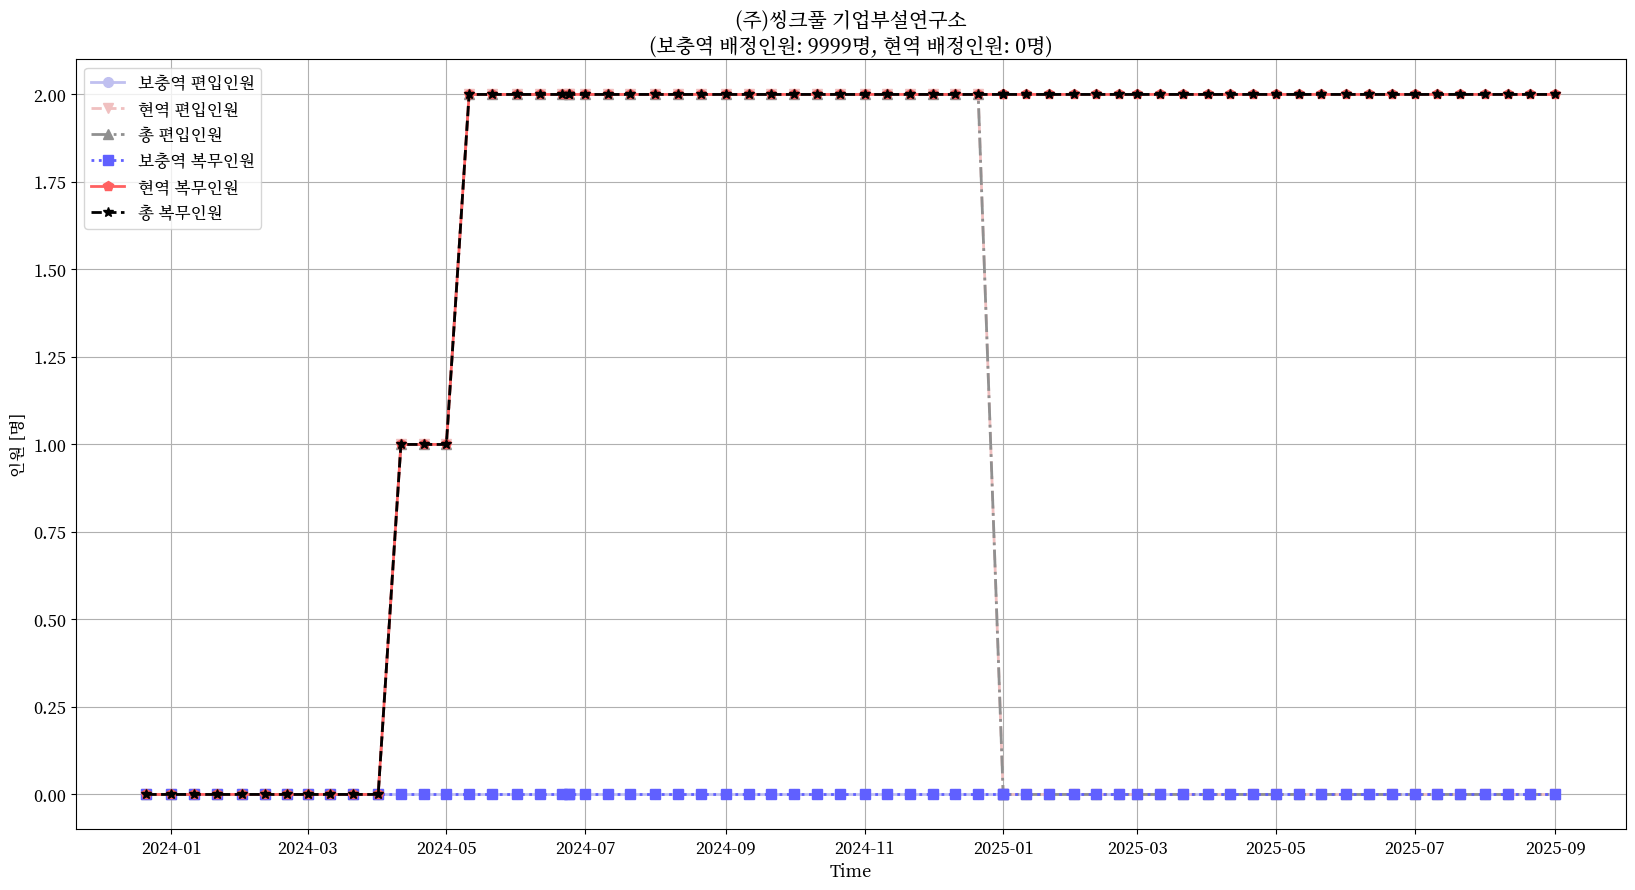 (주)씽크풀 기업부설연구소
(보충역 배정인원: 9999명, 현역 배정인원: 0명)
보충역 편입인원
현역 편입인원
총 편입인원
보충역 복무인원
현역 복무인원
총 복무인원
인원 [명]
2.00
1.75
1.50
1.25
1.00
0.75
0.50
0.25
0.00
2024-01 2024-03 2024-05 2024-07 2024-09 2024-11 2025-01 2025-03 2025-05 2025-07 2025-09
Time